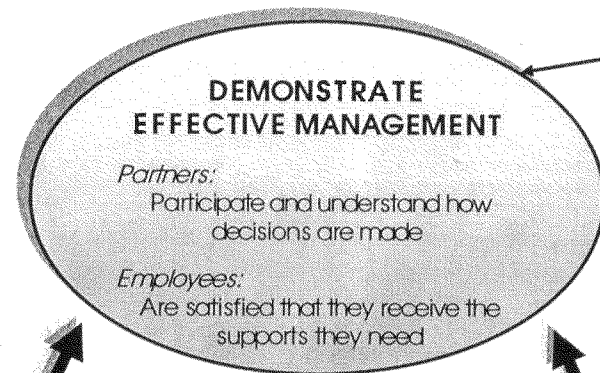 DEMONSTRATE
EFFECTIVE MANAGEMENT
Partners:
Participate and understand how
decisions are made
Employees:
Are satisfied that they receive the
supports they need